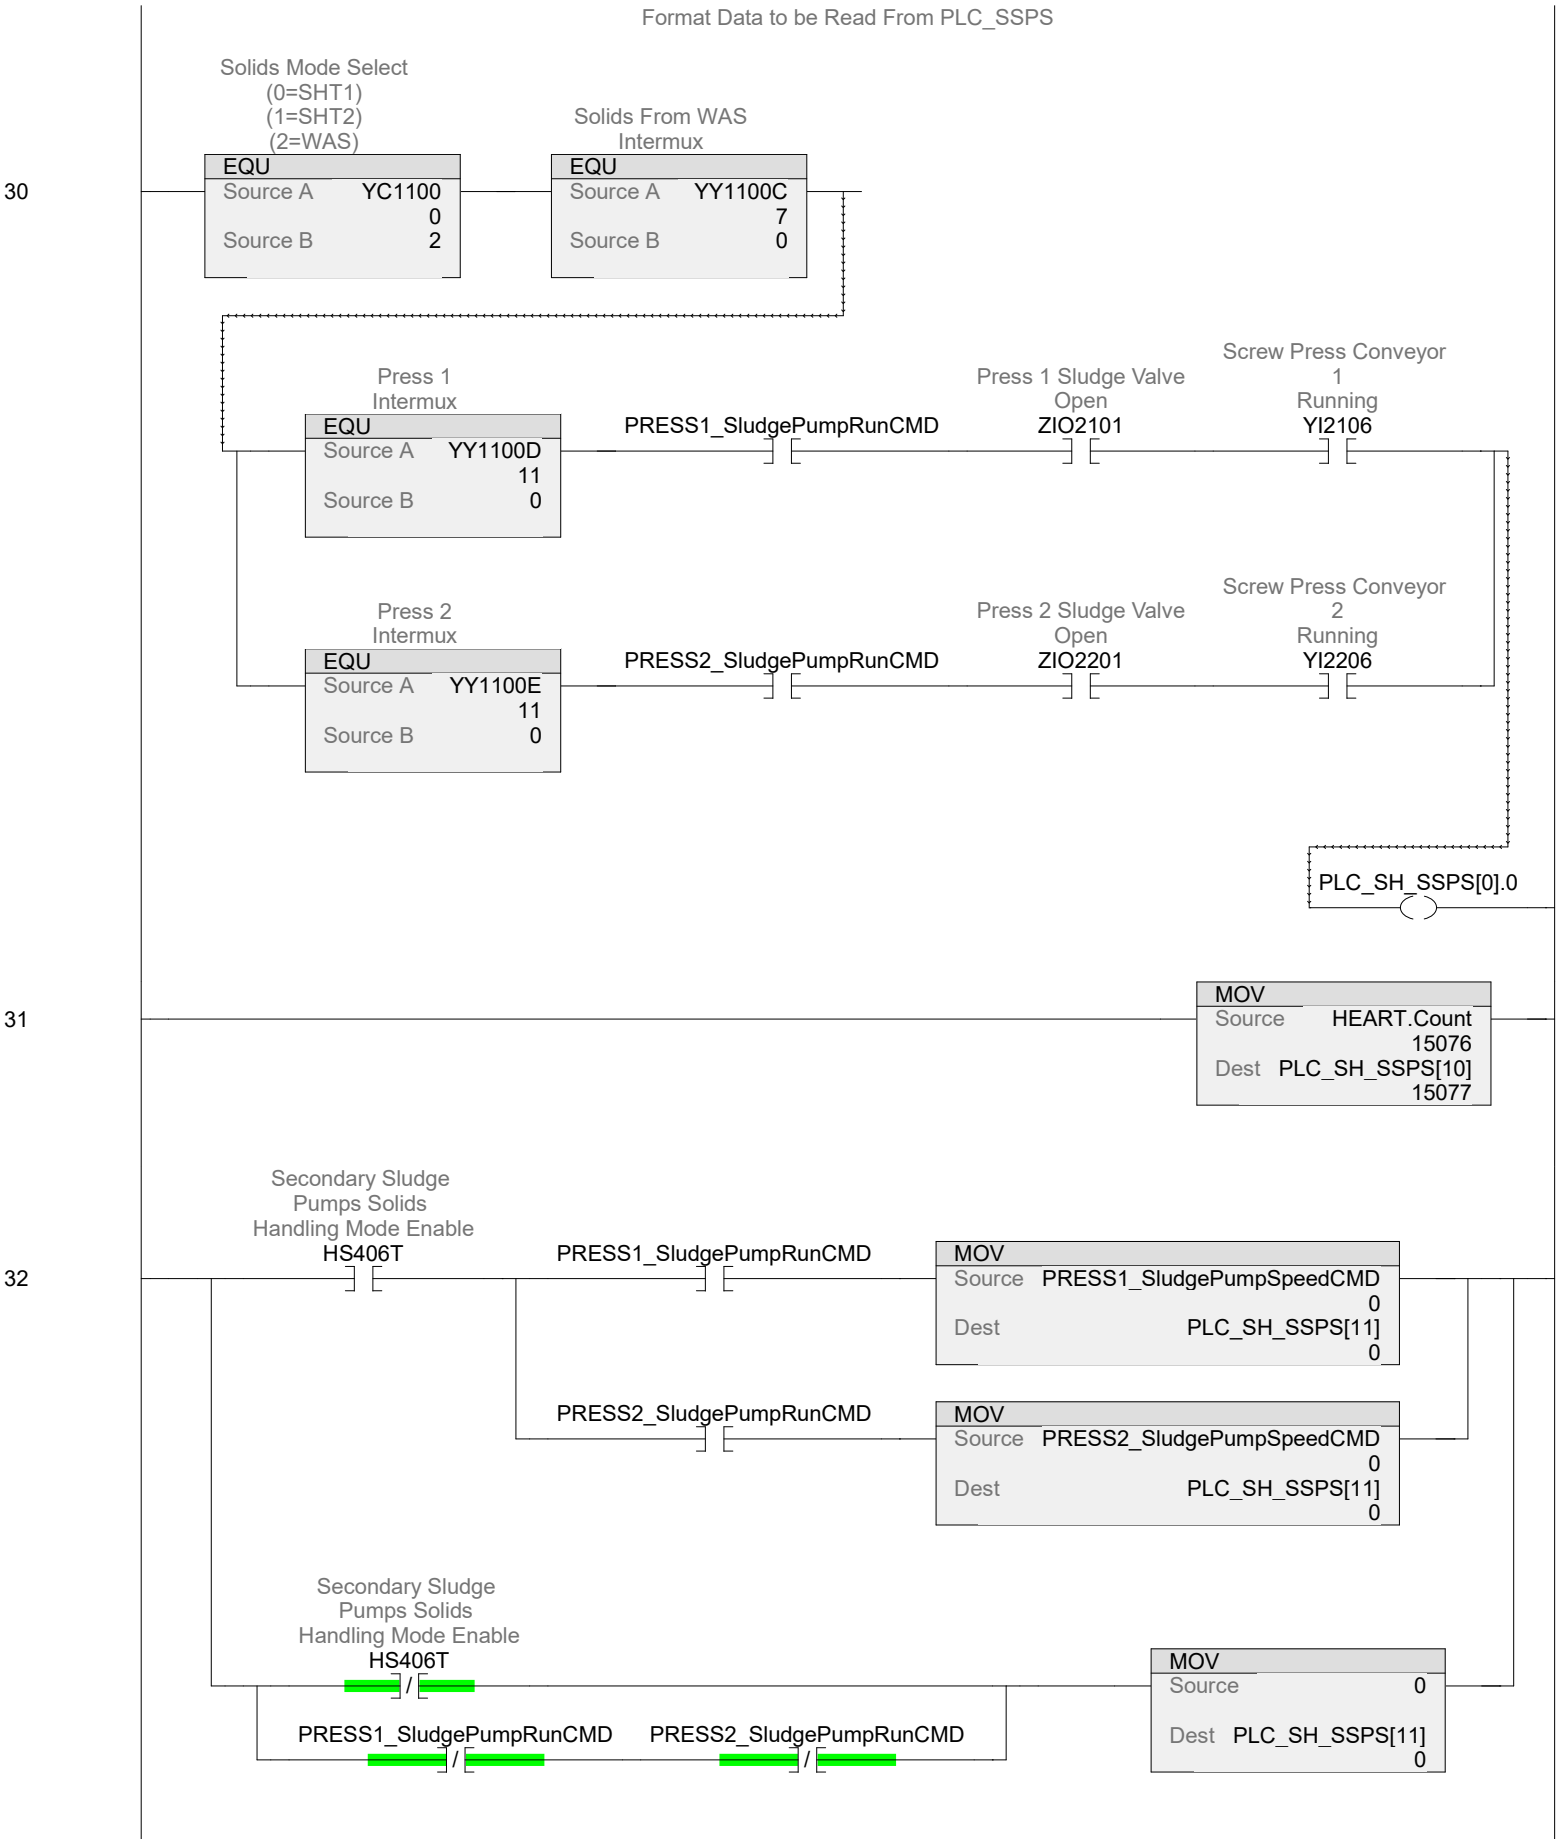 Format Data to be Read From PLC_SSPS
Solids Mode Select
(0=SHT1)
(1=SHT2)
(2=WAS)
Solids From WAS
Intermux
30
EQU
Source A YC1100
0
Source B 2
EQU
Source A YY1100C
7
Source B 0
Press 1
Intermux
EQU
Source A YY1100D
11
Source B 0
PRESS1_SludgePumpRunCMD
Press 1 Sludge Valve
Open
ZIO2101
Screw Press Conveyor
1
Running
YI2106
Press 2
Intermux
EQU
Source A YY1100E
11
Source B 0
PRESS2_SludgePumpRunCMD
Press 2 Sludge Valve
Open
ZIO2201
Screw Press Conveyor
2
Running
YI2206
PLC_SH_SSPS[0].0
31
MOV
Source HEART.Count
15076
Dest PLC_SH_SSPS[10]
15077
32
Secondary Sludge
Pumps Solids
Handling Mode Enable
HS406T
PRESS1_SludgePumpRunCMD
MOV
Source PRESS1_SludgePumpSpeedCMD
0
Dest PLC_SH_SSPS[11]
0
PRESS2_SludgePumpRunCMD
MOV
Source PRESS2_SludgePumpSpeedCMD
0
Dest PLC_SH_SSPS[11]
0
Secondary Sludge
Pumps Solids
Handling Mode Enable
HS406T
/
PRESS1_SludgePumpRunCMD
/
PRESS2_SludgePumpRunCMD
/
MOV
Source 0
Dest PLC_SH_SSPS[11]
0